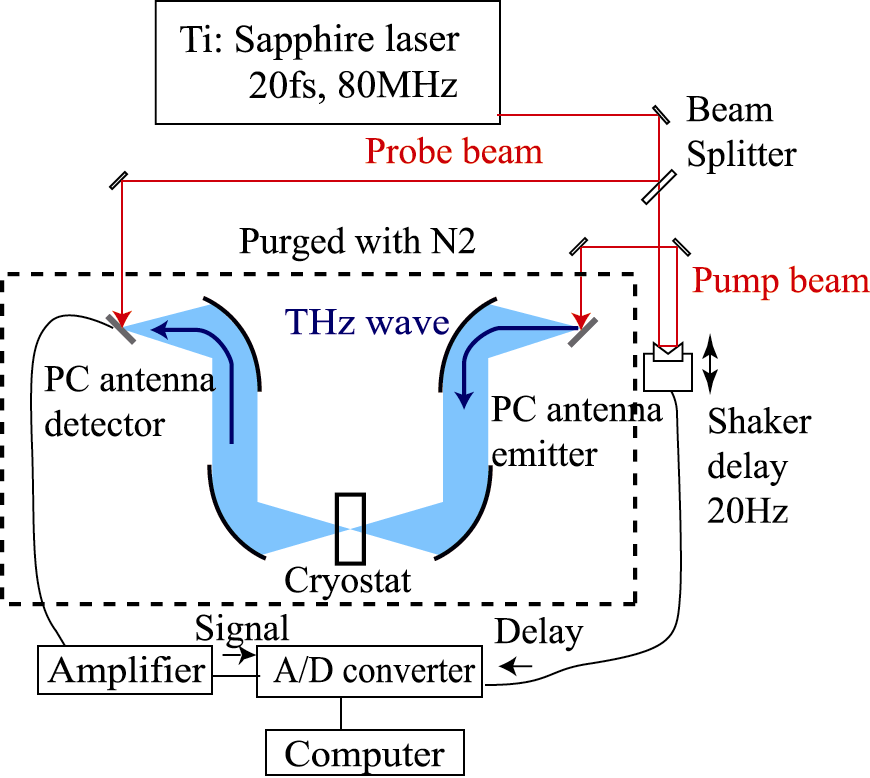 Ti: Sapphire laser
20fs, 80MHz
Beam
Splitter
Probe beam
Purged with N2
Pump beam
THz wave
PC antenna
detector
PC antenna
emitter
Shaker
delay
20Hz
Cryostat
Signal
Delay
Amplifier
A/D converter
Computer